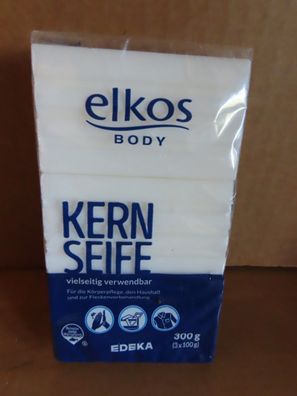 elkos
BODY
KERN
SEIFE
vielseitig verwendbar
Für die Körperpflege, den Haushalt
und zur Fleckenvorbehandlung
300 g
(3 x 100 g)
EDEKA